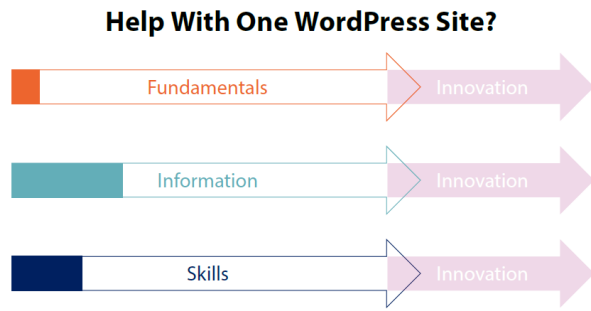 Help With One WordPress Site?
Fundamentals Innovation
Information Innovation
Skills Innovation